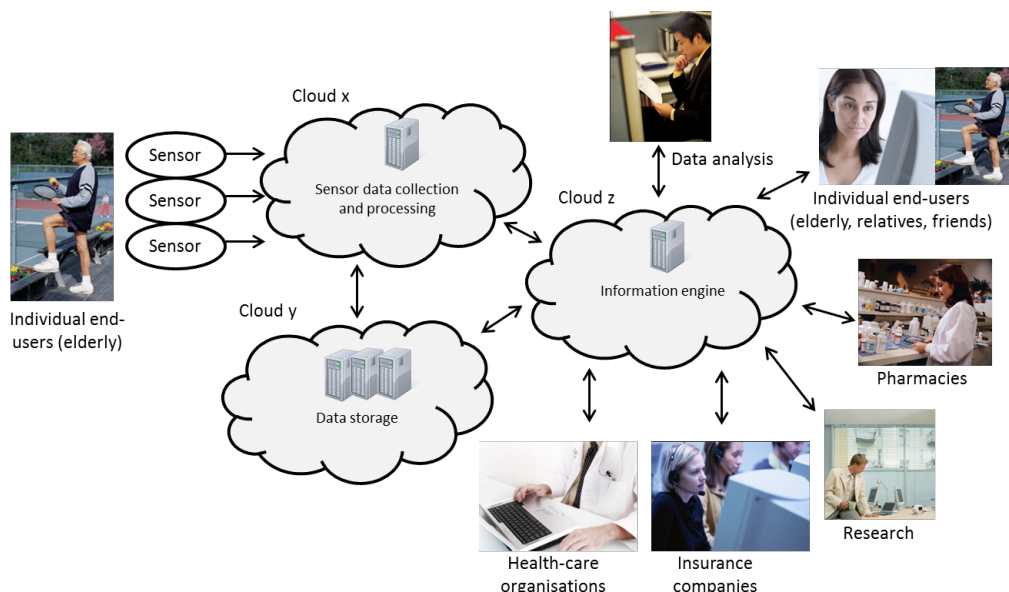 Cloud x
Sensor
Sensor
Sensor
Sensor data collection
and processing
Individual end-
users (elderly)
Cloud y
Data storage
Cloud z
Information engine
Data analysis
Individual end-users
(elderly, relatives, friends)
Pharmacies
Research
Health-care
organisations
Insurance
companies